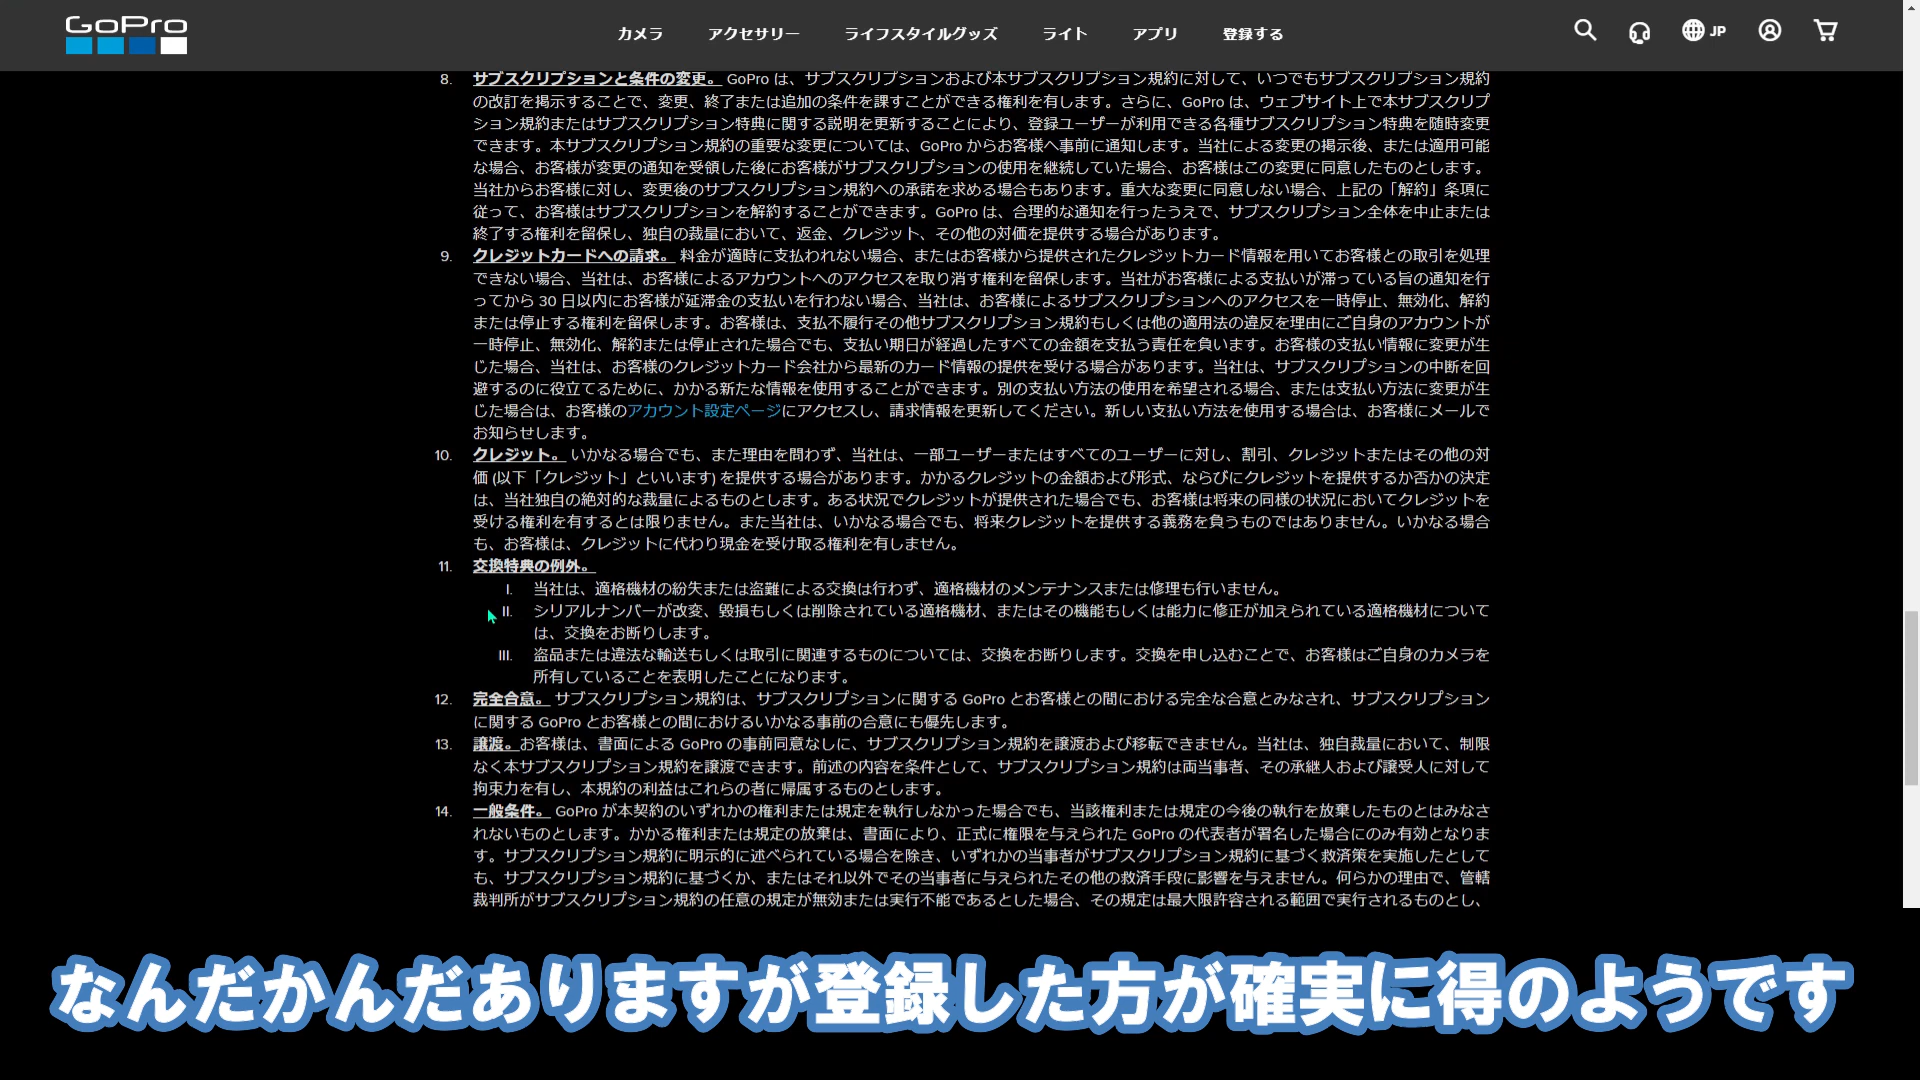 GoPro
カメラ アクセサリー ライフスタイルグッズ ライト アプリ 登録する JP
8. サブスクリプションと条件の変更。 GoPro は、サブスクリプションおよび本サブスクリプション規約に対して、いつでもサブスクリプション規約
の改訂を掲示することで、変更、終了または追加の条件を課すことができる権利を有します。さらに、GoPro は、ウェブサイト上で本サブスクリプ
ション規約またはサブスクリプション特典に関する説明を更新することにより、登録ユーザーが利用できる各種サブスクリプション特典を随時変更
できます。本サブスクリプション規約の重要な変更については、GoPro からお客様へ事前に通知します。当社による変更の掲示後、または適用可能
な場合、お客様が変更の通知を受領した後にお客様がサブスクリプションの使用を継続していた場合、お客様はこの変更に同意したものとします。
当社からお客様に対し、変更後のサブスクリプション規約への承諾を求める場合もあります。重大な変更に同意しない場合、上記の「解約」条項に
従って、お客様はサブスクリプションを解約することができます。GoPro は、合理的な通知を行ったうえで、サブスクリプション全体を中止または
終了する権利を留保し、独自の裁量において、返金、クレジット、その他の対価を提供する場合があります。
9. クレジットカードへの請求。 料金が適時に支払われない場合、またはお客様から提供されたクレジットカード情報を用いてお客様との取引を処理
できない場合、当社は、お客様によるアカウントへのアクセスを取り消す権利を留保します。当社がお客様による支払いが滞っている旨の通知を行
ってから 30 日以内にお客様が延滞金の支払いを行わない場合、当社は、お客様によるサブスクリプションへのアクセスを一時停止、無効化、解約
または停止する権利を留保します。お客様は、支払不履行その他サブスクリプション規約もしくは他の適用法の違反を理由にご自身のアカウントが
一時停止、無効化、解約または停止された場合でも、支払い期日が経過したすべての金額を支払う責任を負います。お客様の支払い情報に変更が生
じた場合、当社は、お客様のクレジットカード会社から最新のカード情報の提供を受ける場合があります。当社は、サブスクリプションの中断を回
避するのに役立てるために、かかる新たな情報を使用することができます。別の支払い方法の使用を希望される場合、または支払い方法に変更が生
じた場合は、お客様のアカウント設定ページにアクセスし、請求情報を更新してください。新しい支払い方法を使用する場合は、お客様にメールで
お知らせします。
10. クレジット。 いかなる場合でも、また理由を問わず、当社は、一部ユーザーまたはすべてのユーザーに対し、割引、クレジットまたはその他の対
価 (以下「クレジット」といいます) を提供する場合があります。かかるクレジットの金額および形式、ならびにクレジットを提供するか否かの決定
は、当社独自の絶対的な裁量によるものとします。ある状況でクレジットが提供された場合でも、お客様は将来の同様の状況においてクレジットを
受ける権利を有するとは限りません。また当社は、いかなる場合でも、将来クレジットを提供する義務を負うものではありません。いかなる場合
も、お客様は、クレジットに代わり現金を受け取る権利を有しません。
11. 交換特典の例外。
I. 当社は、適格機材の紛失または盗難による交換は行わず、適格機材のメンテナンスまたは修理も行いません。
II. シリアルナンバーが改変、毀損もしくは削除されている適格機材、またはその機能もしくは能力に修正が加えられている適格機材について
は、交換をお断りします。
III. 盗品または違法な輸送もしくは取引に関連するものについては、交換をお断りします。交換を申し込むことで、お客様はご自身のカメラを
所有していることを表明したことになります。
12. 完全合意。 サブスクリプション規約は、サブスクリプションに関する GoPro とお客様との間における完全な合意とみなされ、サブスクリプション
に関する GoPro とお客様との間におけるいかなる事前の合意にも優先します。
13. 譲渡。お客様は、書面による GoPro の事前同意なしに、サブスクリプション規約を譲渡および移転できません。当社は、独自裁量において、制限
なく本サブスクリプション規約を譲渡できます。前述の内容を条件として、サブスクリプション規約は両当事者、その承継人および譲受人に対して
拘束力を有し、本規約の利益はこれらの者に帰属するものとします。
14. 一般条件。 GoPro が本契約のいずれかの権利または規定を執行しなかった場合でも、当該権利または規定の今後の執行を放棄したものとはみなさ
れないものとします。かかる権利または規定の放棄は、書面により、正式に権限を与えられた GoPro の代表者が署名した場合にのみ有効となりま
す。サブスクリプション規約に明示的に述べられている場合を除き、いずれかの当事者がサブスクリプション規約に基づく救済策を実施したとして
も、サブスクリプション規約に基づくか、またはそれ以外でその当事者に与えられたその他の救済手段に影響を与えません。何らかの理由で、管轄
裁判所がサブスクリプション規約の任意の規定が無効または実行不能であるとした場合、その規定は最大限許容される範囲で実行されるものとし、
なんだかんだありますが登録した方が確実に得のようです